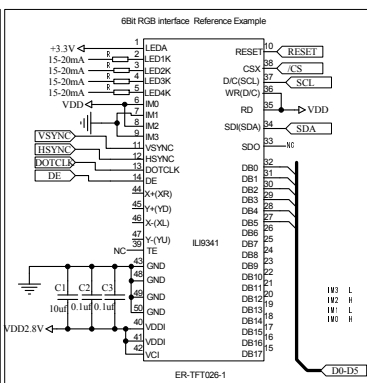 6Bit RGB interface Reference Example
+3.3V 1 LEDA
15-20mA R 2 LED1K
15-20mA R 3 LED2K
15-20mA R 4 LED3K
15-20mA R 5 LED4K
VDD 6 IM0
7 IM1
8 IM2
9 IM3
VSYNC 11 VSYNC
HSYNC 12 HSYNC
DOTCLK 13 DOTCLK
DE 14 DE
44 X+(XR)
45 Y+(YD)
46 X-(XL)
47 Y-(YU)
NC 39 TE
43 GND
48 GND
49 GND
50 GND
C1 C2 C3
10uf 0.1uf 0.1uf
VDD2.8V 40 VDDI
41 VDDI
42 VCI
ILI9341
RESET 10 RESET
CSX 38 /CS
D/C(SCL) 37 SCL
WR(D/C) 36
RD 35 VDD
SDI(SDA) 34 SDA
SDO 33 NC
DB0 32
DB1 31
DB2 30
DB3 29
DB4 28
DB5 27
DB6 26
DB7 25
DB8 24
DB9 23
DB10 22
DB11 21
DB12 20
DB13 19
DB14 18
DB15 17
DB16 16
DB17 15
IM3 L
IM2 H
IM1 L
IM0 H
D0-D5
ER-TFT026-1